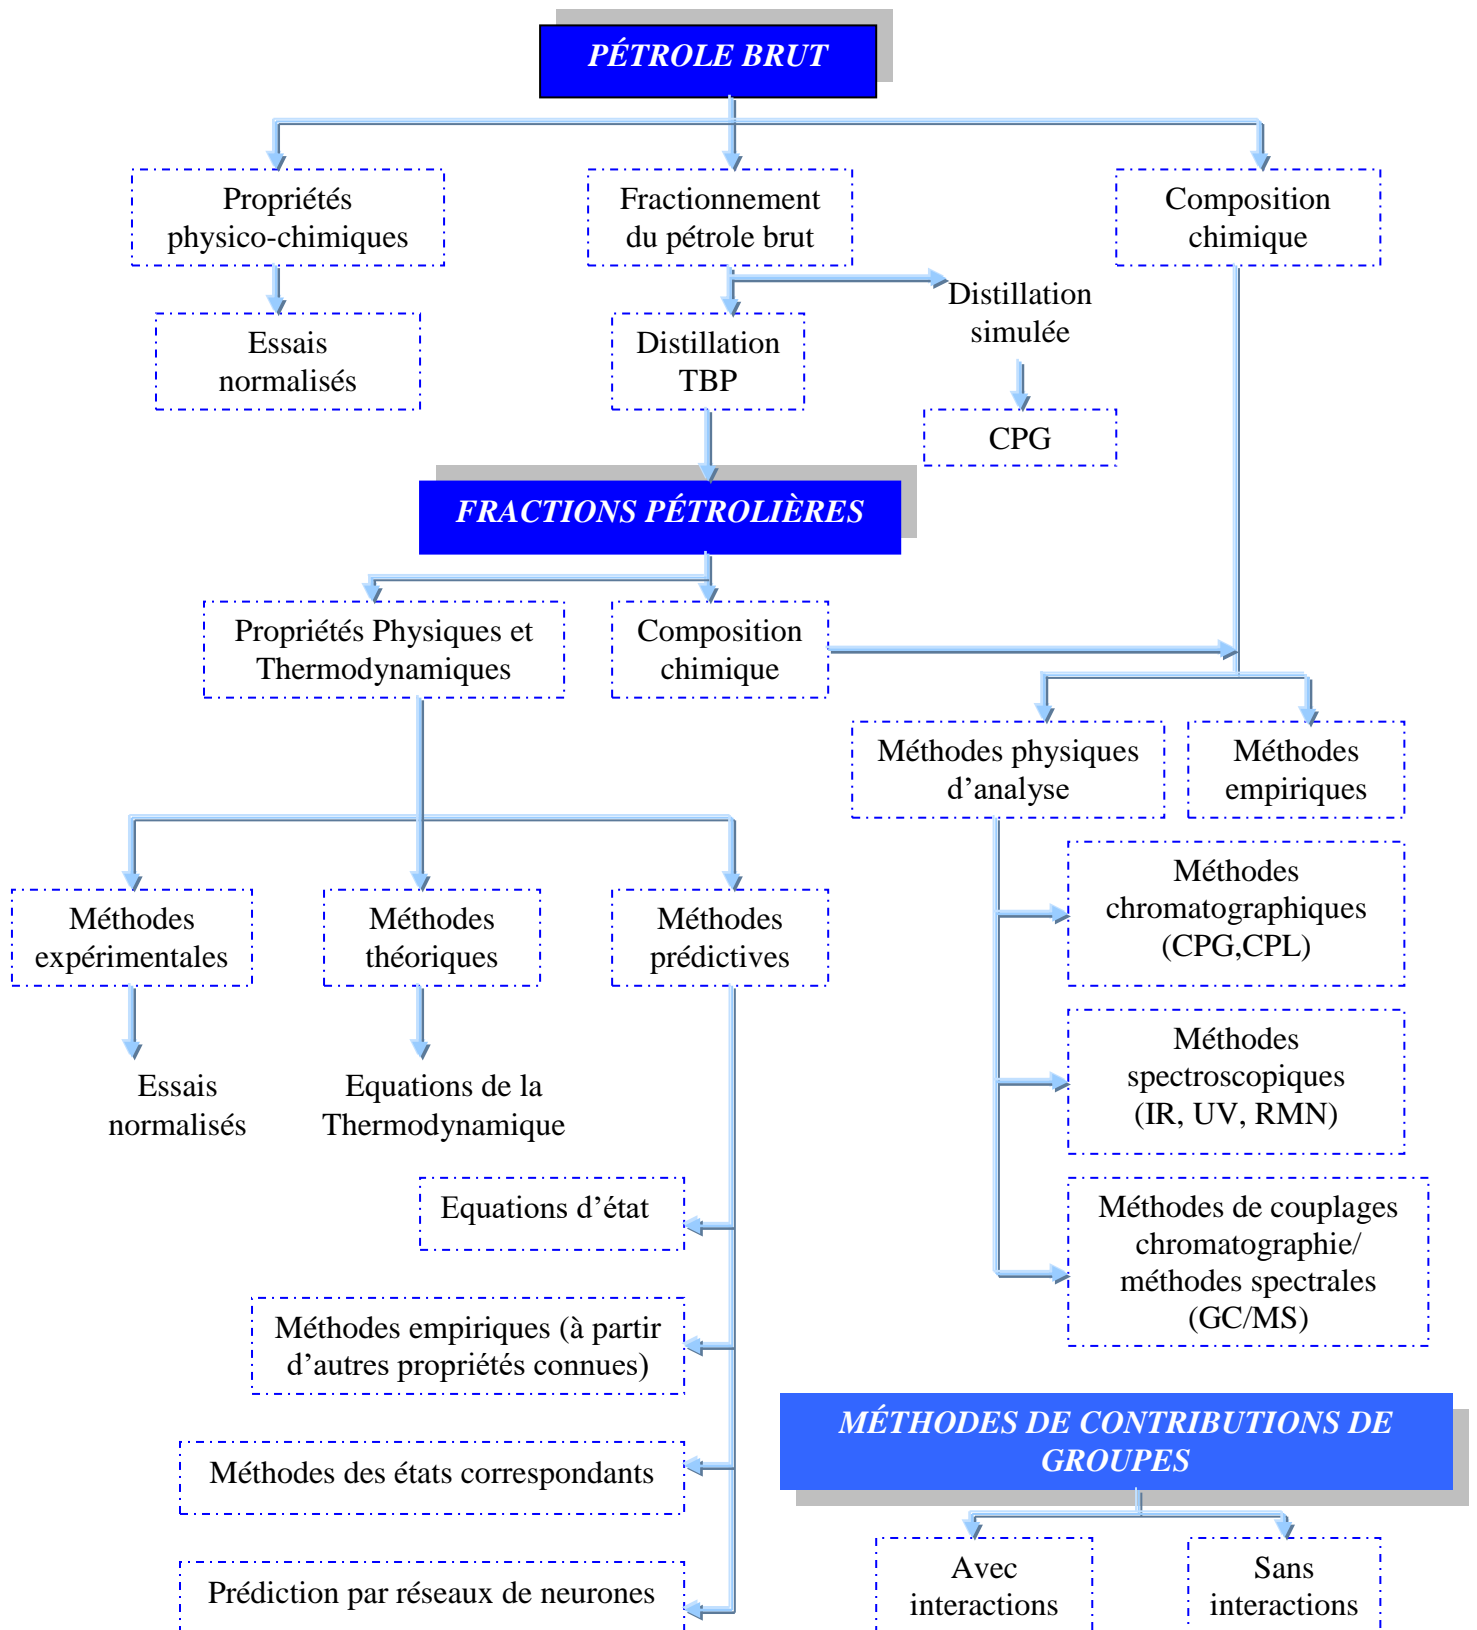 PÉTROLE BRUT
Propriétés
physico-chimiques
Fractionnement
du pétrole brut
Composition
chimique
Essais
normalisés
Distillation
TBP
Distillation
simulée
CPG
FRACTIONS PÉTROLIÈRES
Propriétés Physiques et
Thermodynamiques
Composition
chimique
Méthodes physiques
d’analyse
Méthodes
empiriques
Méthodes
chromatographiques
(CPG,CPL)
Méthodes
expérimentales
Méthodes
théoriques
Méthodes
prédictives
Méthodes
spectroscopiques
(IR, UV, RMN)
Essais
normalisés
Equations de la
Thermodynamique
Equations d’état
Méthodes de couplages
chromatographie/
méthodes spectrales
(GC/MS)
Méthodes empiriques (à partir
d’autres propriétés connues)
Méthodes des états correspondants
Prédiction par réseaux de neurones
MÉTHODES DE CONTRIBUTIONS DE
GROUPES
Avec
interactions
Sans
interactions